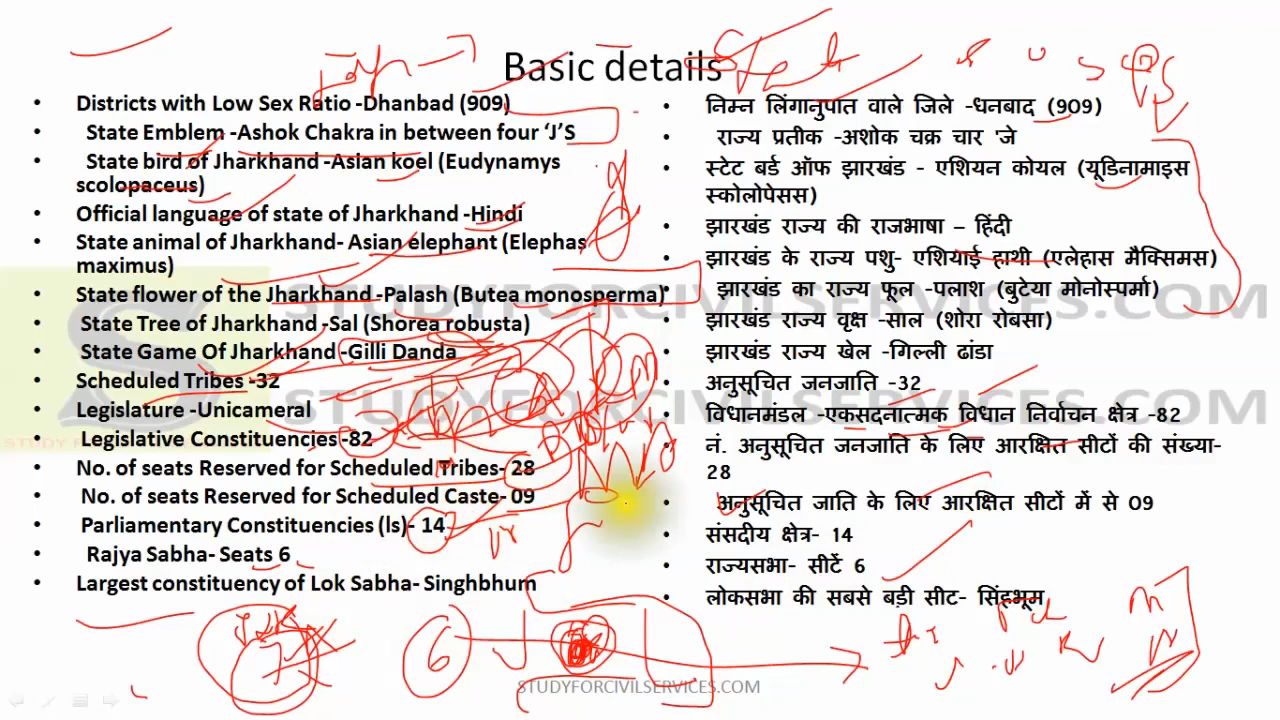 Basic details
• Districts with Low Sex Ratio -Dhanbad (909)
• State Emblem -Ashok Chakra in between four ‘J’S
• State bird of Jharkhand-Asian koel (Eudynamys
scolopaceus)
• Official language of state of Jharkhand -Hindi
• State animal of Jharkhand- Asian elephant (Elephas
maximus)
• State flower of the Jharkhand -Palash (Butea monosperma)
• State Tree of Jharkhand -Sal (Shorea robusta)
• State Game Of Jharkhand -Gilli Danda
• Scheduled Tribes -32
• Legislature -Unicameral
• Legislative Constituencies -82
• No. of seats Reserved for Scheduled Tribes- 28
• No. of seats Reserved for Scheduled Caste- 09
• Parliamentary Constituencies (ls)- 14
• Rajya Sabha- Seats 6
• Largest constituency of Lok Sabha- Singhbhum
• निम्न लिंगानुपात वाले जिले -धनबाद (909)
• राज्य प्रतीक -अशोक चक्र चार 'जे
• स्टेट बर्ड ऑफ झारखंड - एशियन कोयल (यूडिनामाइस
स्कोलोपेसस)
• झारखंड राज्य की राजभाषा – हिंदी
• झारखंड के राज्य पशु- एशियाई हाथी (एलेहास मैक्सिमस)
• झारखंड का राज्य फूल -पलाश (बुटेया मोनोस्पर्मा)
• झारखंड राज्य वृक्ष -साल (शोरा रोबसा)
• झारखंड राज्य खेल -गिल्ली ढांडा
• अनुसूचित जनजाति -32
• विधानमंडल -एकसदनात्मक विधान निर्वाचन क्षेत्र -82
• नं. अनुसूचित जनजाति के लिए आरक्षित सीटों की संख्या-
28
• अनुसूचित जाति के लिए आरक्षित सीटों में से 09
• संसदीय क्षेत्र- 14
• राज्यसभा- सीटें 6
• लोकसभा की सबसे बड़ी सीट- सिंहभूम
STUDYFORCIVILSERVICES.COM
STUDYFORCIVILSERVICES.COM
6
STUDYFORCIVILSERVICES.COM